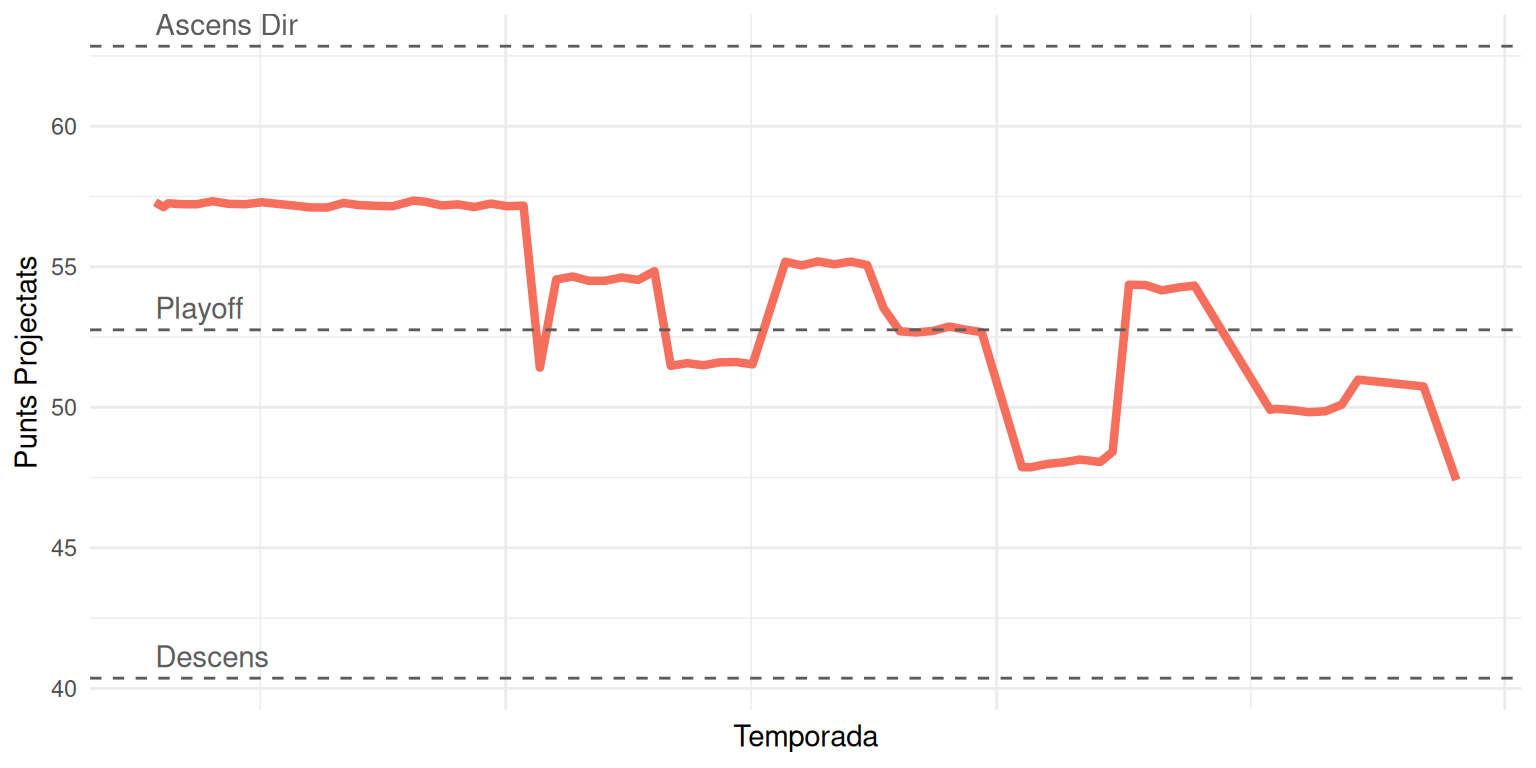 Ascens Dir
60
55
Playoff
50
45
Descens
40
Punts Projectats
Temporada